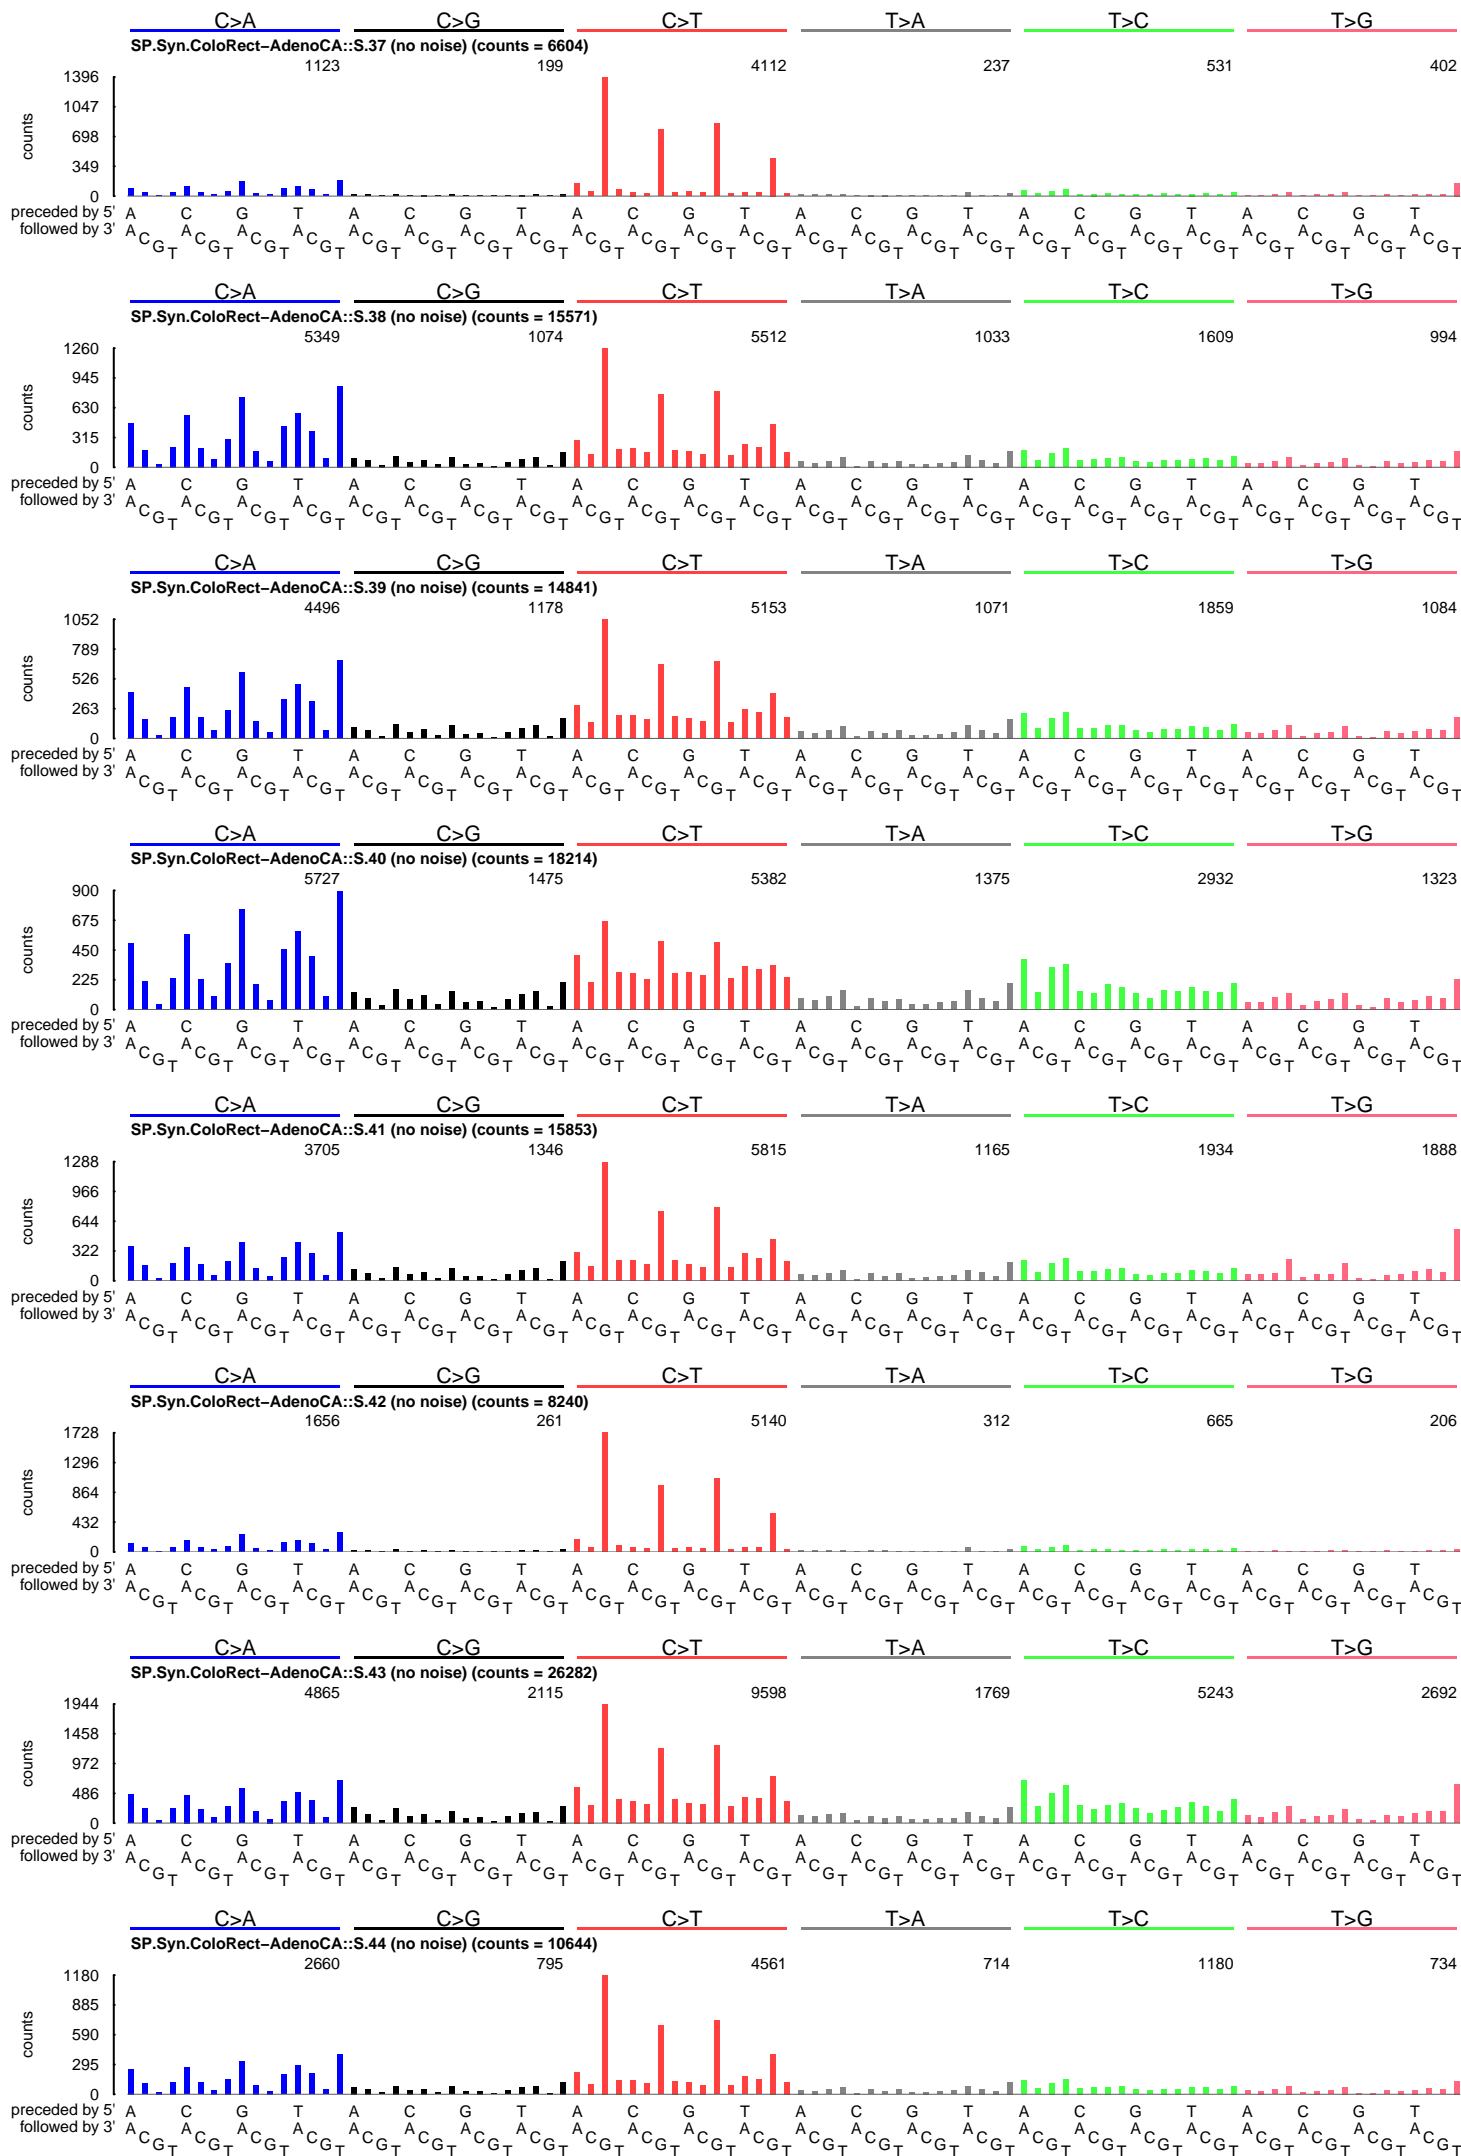 C>A C>G C>T T>A T>C T>G
SP.Syn.ColoRect−AdenoCA::S.37 (no noise) (counts = 6604)
1123 199 4112 237 531 402
1396
1047
698
349
0
counts
preceded by 5' A C G T A C G T A C G T A C G T A C G T A C G T
followed by 3' A C G T A C G T A C G T A C G T A C G T A C G T A C G T A C G T A C G T A C G T A C G T A C G T A C G T A C G T A C G T A C G T A C G T A C G T A C G T A C G T A C G T A C G T A C G T A C G T
C>A C>G C>T T>A T>C T>G
SP.Syn.ColoRect−AdenoCA::S.38 (no noise) (counts = 15571)
5349 1074 5512 1033 1609 994
1260
945
630
315
0
counts
preceded by 5' A C G T A C G T A C G T A C G T A C G T A C G T
followed by 3' A C G T A C G T A C G T A C G T A C G T A C G T A C G T A C G T A C G T A C G T A C G T A C G T A C G T A C G T A C G T A C G T A C G T A C G T A C G T A C G T A C G T A C G T A C G T A C G T
C>A C>G C>T T>A T>C T>G
SP.Syn.ColoRect−AdenoCA::S.39 (no noise) (counts = 14841)
4496 1178 5153 1071 1859 1084
1052
789
526
263
0
counts
preceded by 5' A C G T A C G T A C G T A C G T A C G T A C G T
followed by 3' A C G T A C G T A C G T A C G T A C G T A C G T A C G T A C G T A C G T A C G T A C G T A C G T A C G T A C G T A C G T A C G T A C G T A C G T A C G T A C G T A C G T A C G T A C G T A C G T
C>A C>G C>T T>A T>C T>G
SP.Syn.ColoRect−AdenoCA::S.40 (no noise) (counts = 18214)
5727 1475 5382 1375 2932 1323
900
675
450
225
0
counts
preceded by 5' A C G T A C G T A C G T A C G T A C G T A C G T
followed by 3' A C G T A C G T A C G T A C G T A C G T A C G T A C G T A C G T A C G T A C G T A C G T A C G T A C G T A C G T A C G T A C G T A C G T A C G T A C G T A C G T A C G T A C G T A C G T A C G T
C>A C>G C>T T>A T>C T>G
SP.Syn.ColoRect−AdenoCA::S.41 (no noise) (counts = 15853)
3705 1346 5815 1165 1934 1888
1288
966
644
322
0
counts
preceded by 5' A C G T A C G T A C G T A C G T A C G T A C G T
followed by 3' A C G T A C G T A C G T A C G T A C G T A C G T A C G T A C G T A C G T A C G T A C G T A C G T A C G T A C G T A C G T A C G T A C G T A C G T A C G T A C G T A C G T A C G T A C G T A C G T
C>A C>G C>T T>A T>C T>G
SP.Syn.ColoRect−AdenoCA::S.42 (no noise) (counts = 8240)
1656 261 5140 312 665 206
1728
1296
864
432
0
counts
preceded by 5' A C G T A C G T A C G T A C G T A C G T A C G T
followed by 3' A C G T A C G T A C G T A C G T A C G T A C G T A C G T A C G T A C G T A C G T A C G T A C G T A C G T A C G T A C G T A C G T A C G T A C G T A C G T A C G T A C G T A C G T A C G T A C G T
C>A C>G C>T T>A T>C T>G
SP.Syn.ColoRect−AdenoCA::S.43 (no noise) (counts = 26282)
4865 2115 9598 1769 5243 2692
1944
1458
972
486
0
counts
preceded by 5' A C G T A C G T A C G T A C G T A C G T A C G T
followed by 3' A C G T A C G T A C G T A C G T A C G T A C G T A C G T A C G T A C G T A C G T A C G T A C G T A C G T A C G T A C G T A C G T A C G T A C G T A C G T A C G T A C G T A C G T A C G T A C G T
C>A C>G C>T T>A T>C T>G
SP.Syn.ColoRect−AdenoCA::S.44 (no noise) (counts = 10644)
2660 795 4561 714 1180 734
1180
885
590
295
0
counts
preceded by 5' A C G T A C G T A C G T A C G T A C G T A C G T
followed by 3' A C G T A C G T A C G T A C G T A C G T A C G T A C G T A C G T A C G T A C G T A C G T A C G T A C G T A C G T A C G T A C G T A C G T A C G T A C G T A C G T A C G T A C G T A C G T A C G T